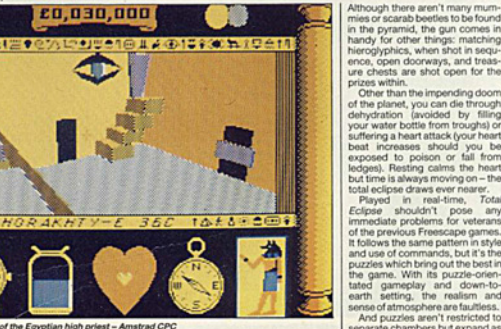 £0,030,000
HORAKHTY-E 360
N
E
S
W
of the Egyptian high priest – Amstrad CPC
Although there aren't many mum-
mies or scarab beetles to be found
in the pyramid, the gun comes in
handy for other things: matching
hieroglyphics, when shot in sequ-
ence, open doorways, and treas-
ure chests are shot open for the
prizes within.
Other than the impending doom
of the planet, you can die through
dehydration (avoided by filling
your water bottle from troughs) or
suffering a heart attack (your heart
beat increases should you be
exposed to poison or fall from
ledges). Resting calms the heart
but time is always moving on – the
total eclipse draws ever nearer.
Played in real-time, Total
Eclipse shouldn't pose any
immediate problems for veterans
of the previous Freescape games.
It follows the same pattern in style
and use of commands, but it's the
puzzles which bring out the best in
the game. With its puzzle-orien-
tated gameplay and down-to-
earth setting, the realism and
sense of atmosphere are faultless.
And puzzles aren't restricted to
separate chambers but expand